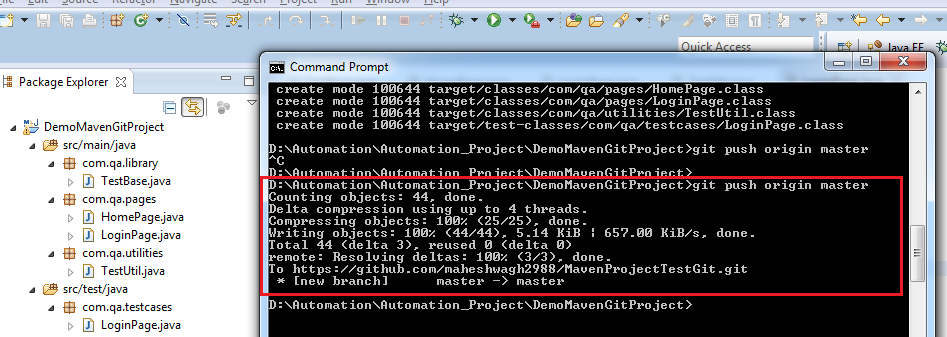 File Edit Source Refactor Navigate Search Project Run Window Help
Quick Access
Java EE
Package Explorer
DemoMavenGitProject
src/main/java
com.qa.library
TestBase.java
com.qa.pages
HomePage.java
LoginPage.java
com.qa.utilities
TestUtil.java
src/test/java
com.qa.testcases
LoginPage.java
Command Prompt
create mode 100644 target/classes/com/qa/pages/HomePage.class
create mode 100644 target/classes/com/qa/pages/LoginPage.class
create mode 100644 target/classes/com/qa/utilities/TestUtil.class
create mode 100644 target/test-classes/com/qa/testcases/LoginPage.class
D:\Automation\Automation_Project\DemoMavenGitProject>git push origin master
^C
D:\Automation\Automation_Project\DemoMavenGitProject>
D:\Automation\Automation_Project\DemoMavenGitProject>git push origin master
Counting objects: 44, done.
Delta compression using up to 4 threads.
Compressing objects: 100% (25/25), done.
Writing objects: 100% (44/44), 5.14 KiB | 657.00 KiB/s, done.
Total 44 (delta 3), reused 0 (delta 0)
remote: Resolving deltas: 100% (3/3), done.
To https://github.com/maheshwagh2988/MavenProjectTestGit.git
* [new branch] master -> master
D:\Automation\Automation_Project\DemoMavenGitProject>